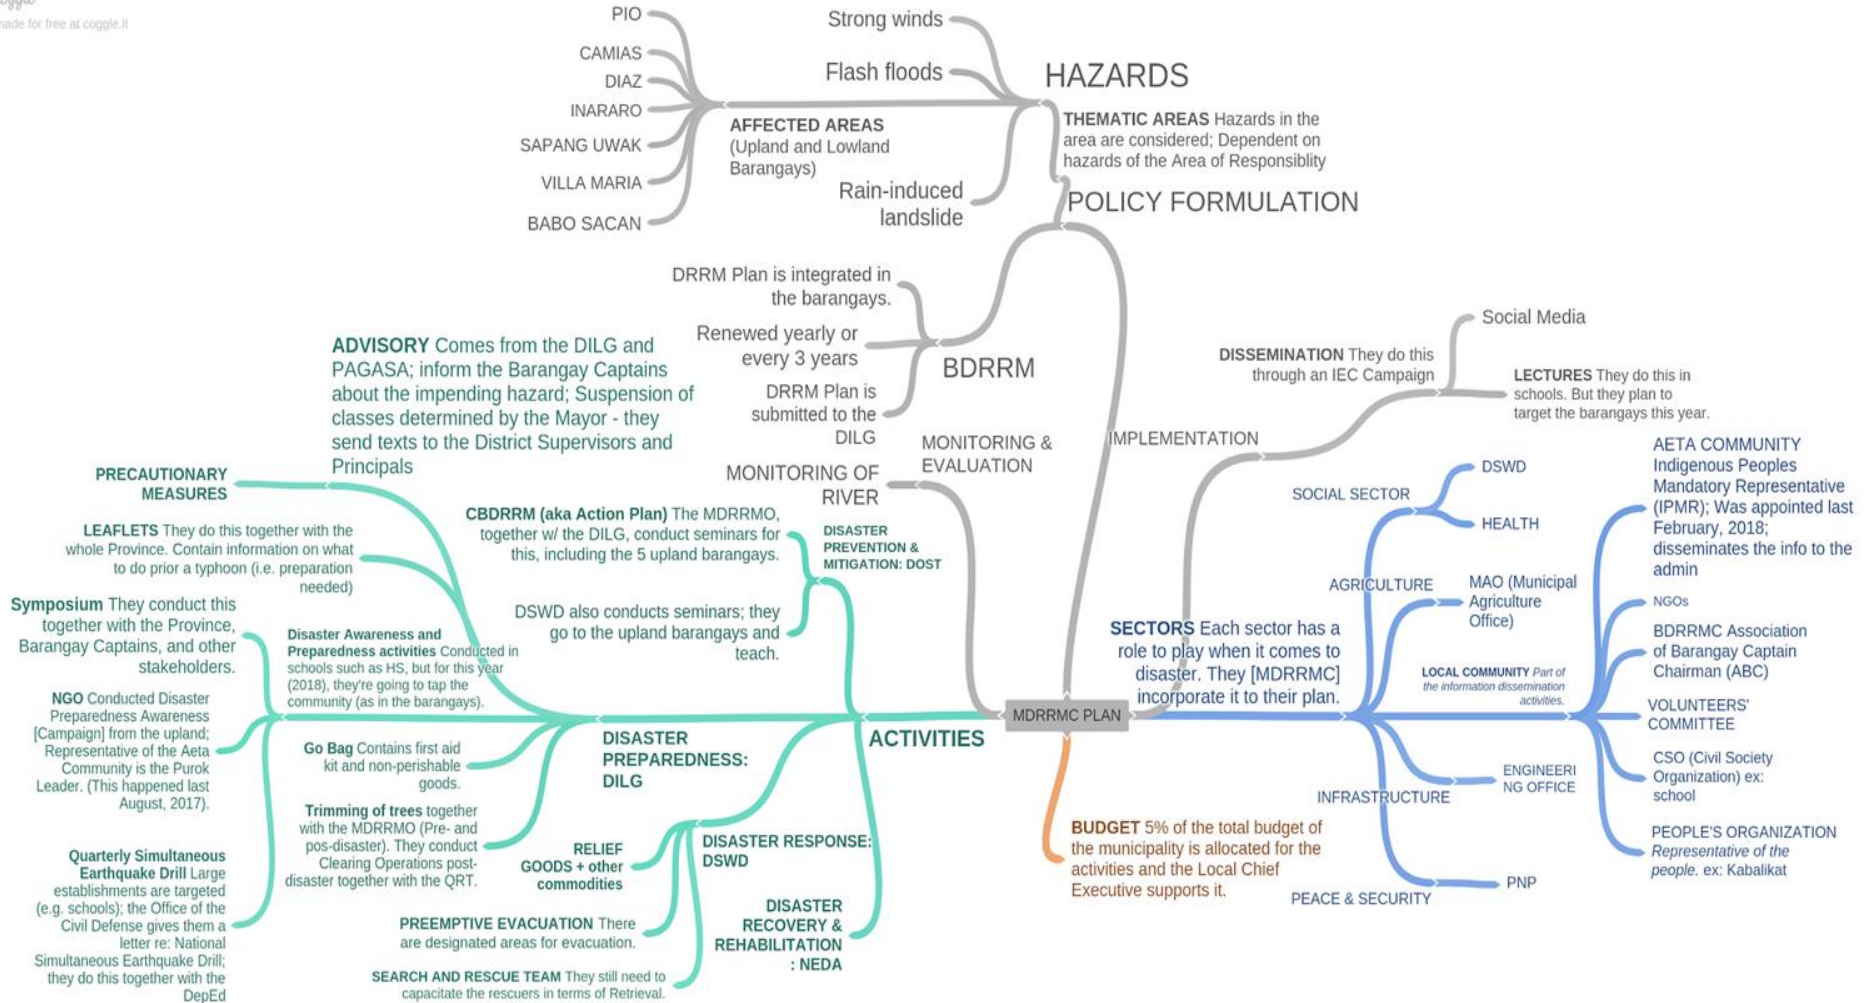 made for free at coggle.it
PIO
CAMIAS
DIAZ
INARARO
SAPANG UWAK
VILLA MARIA
BABO SACAN
AFFECTED AREAS
(Upland and Lowland
Barangays)
Strong winds
Flash floods
Rain-induced
landslide
HAZARDS
THEMATIC AREAS Hazards in the
area are considered; Dependent on
hazards of the Area of Responsiblity
POLICY FORMULATION
DRRM Plan is integrated in
the barangays.
Renewed yearly or
every 3 years
DRRM Plan is
submitted to the
DILG
BDRRM
MONITORING &
EVALUATION
MONITORING OF
RIVER
IMPLEMENTATION
DISSEMINATION They do this
through an IEC Campaign
Social Media
LECTURES They do this in
schools. But they plan to
target the barangays this year.
ADVISORY Comes from the DILG and
PAGASA; inform the Barangay Captains
about the impending hazard; Suspension of
classes determined by the Mayor - they
send texts to the District Supervisors and
Principals
PRECAUTIONARY
MEASURES
LEAFLETS They do this together with the
whole Province. Contain information on what
to do prior a typhoon (i.e. preparation
needed)
Symposium They conduct this
together with the Province,
Barangay Captains, and other
stakeholders.
Disaster Awareness and
Preparedness activities Conducted in
schools such as HS, but for this year
(2018), they're going to tap the
community (as in the barangays).
NGO Conducted Disaster
Preparedness Awareness
[Campaign] from the upland;
Representative of the Aeta
Community is the Purok
Leader. (This happened last
August, 2017).
Quarterly Simultaneous
Earthquake Drill Large
establishments are targeted
(e.g. schools); the Office of the
Civil Defense gives them a
letter re: National
Simultaneous Earthquake Drill;
they do this together with the
DepEd
Go Bag Contains first aid
kit and non-perishable
goods.
Trimming of trees together
with the MDRRMO (Pre- and
pos-disaster). They conduct
Clearing Operations post-
disaster together with the QRT.
DISASTER
PREPAREDNESS:
DILG
CBDRRM (aka Action Plan) The MDRRMO,
together w/ the DILG, conduct seminars for
this, including the 5 upland barangays.
DSWD also conducts seminars; they
go to the upland barangays and
teach.
DISASTER
PREVENTION &
MITIGATION: DOST
ACTIVITIES
DISASTER RESPONSE:
DSWD
RELIEF
GOODS + other
commodities
PREEMPTIVE EVACUATION There
are designated areas for evacuation.
SEARCH AND RESCUE TEAM They still need to
capacitate the rescuers in terms of Retrieval.
DISASTER
RECOVERY &
REHABILITATION
: NEDA
MDRRMC PLAN
BUDGET 5% of the total budget of
the municipality is allocated for the
activities and the Local Chief
Executive supports it.
SECTORS Each sector has a
role to play when it comes to
disaster. They [MDRRMC]
incorporate it to their plan.
SOCIAL SECTOR
DSWD
HEALTH
AGRICULTURE
MAO (Municipal
Agriculture
Office)
LOCAL COMMUNITY Part of
the information dissemination
activities.
INFRASTRUCTURE
ENGINEERI
NG OFFICE
PEACE & SECURITY
PNP
AETA COMMUNITY
Indigenous Peoples
Mandatory Representative
(IPMR); Was appointed last
February, 2018;
disseminates the info to the
admin
NGOs
BDRRMC Association
of Barangay Captain
Chairman (ABC)
VOLUNTEERS'
COMMITTEE
CSO (Civil Society
Organization) ex:
school
PEOPLE'S ORGANIZATION
Representative of the
people. ex: Kabalikat